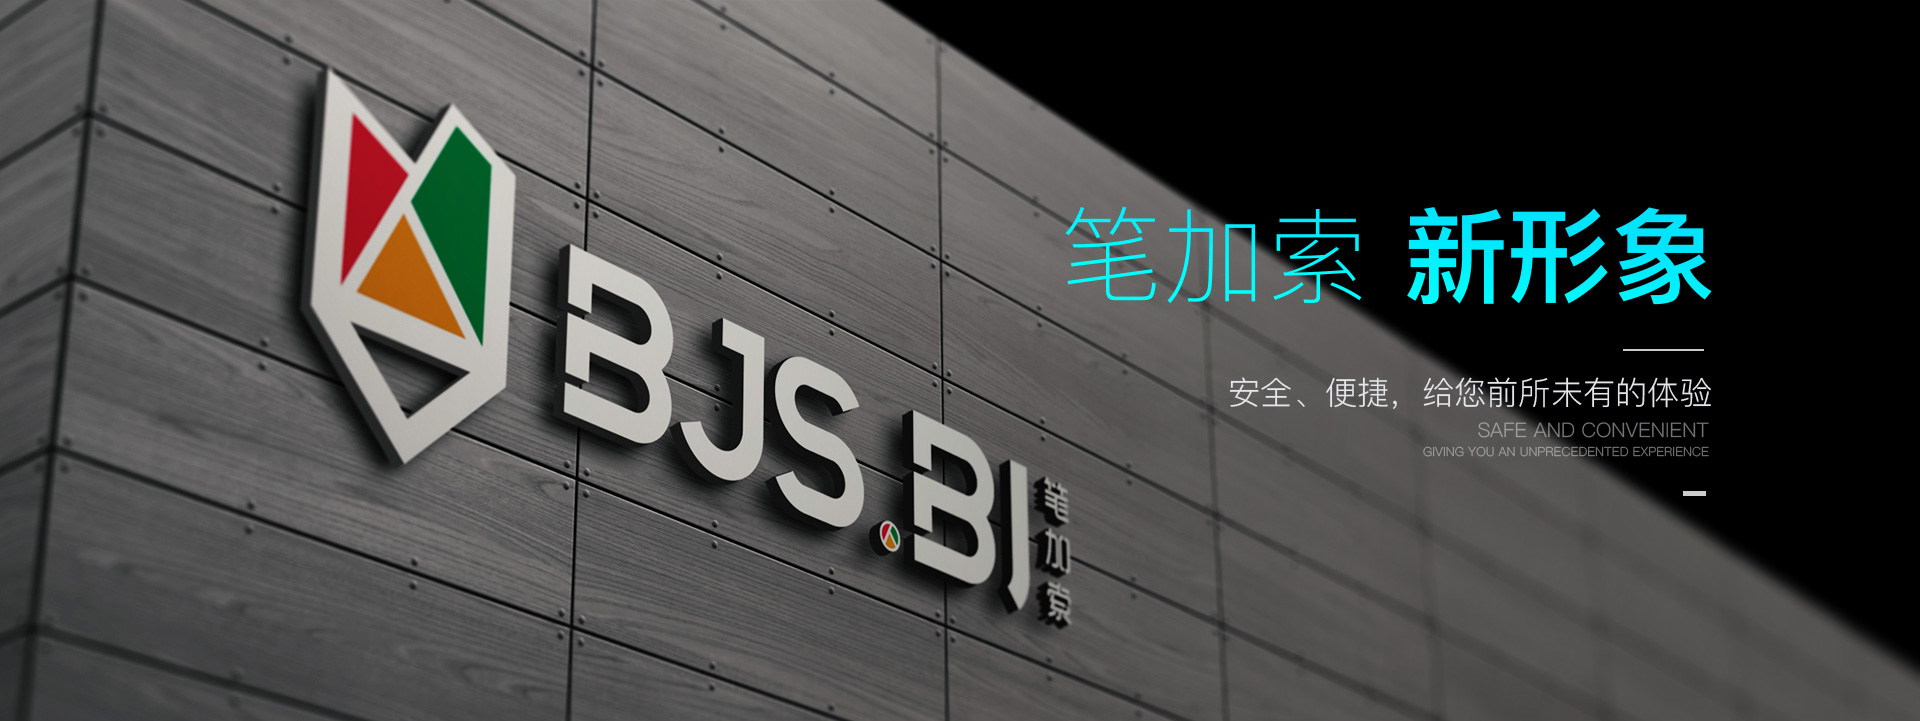 BJS.BI
笔加索
笔加索 新形象
安全、便捷，给您前所未有的体验
SAFE AND CONVENIENT
GIVING YOU AN UNPRECEDENTED EXPERIENCE